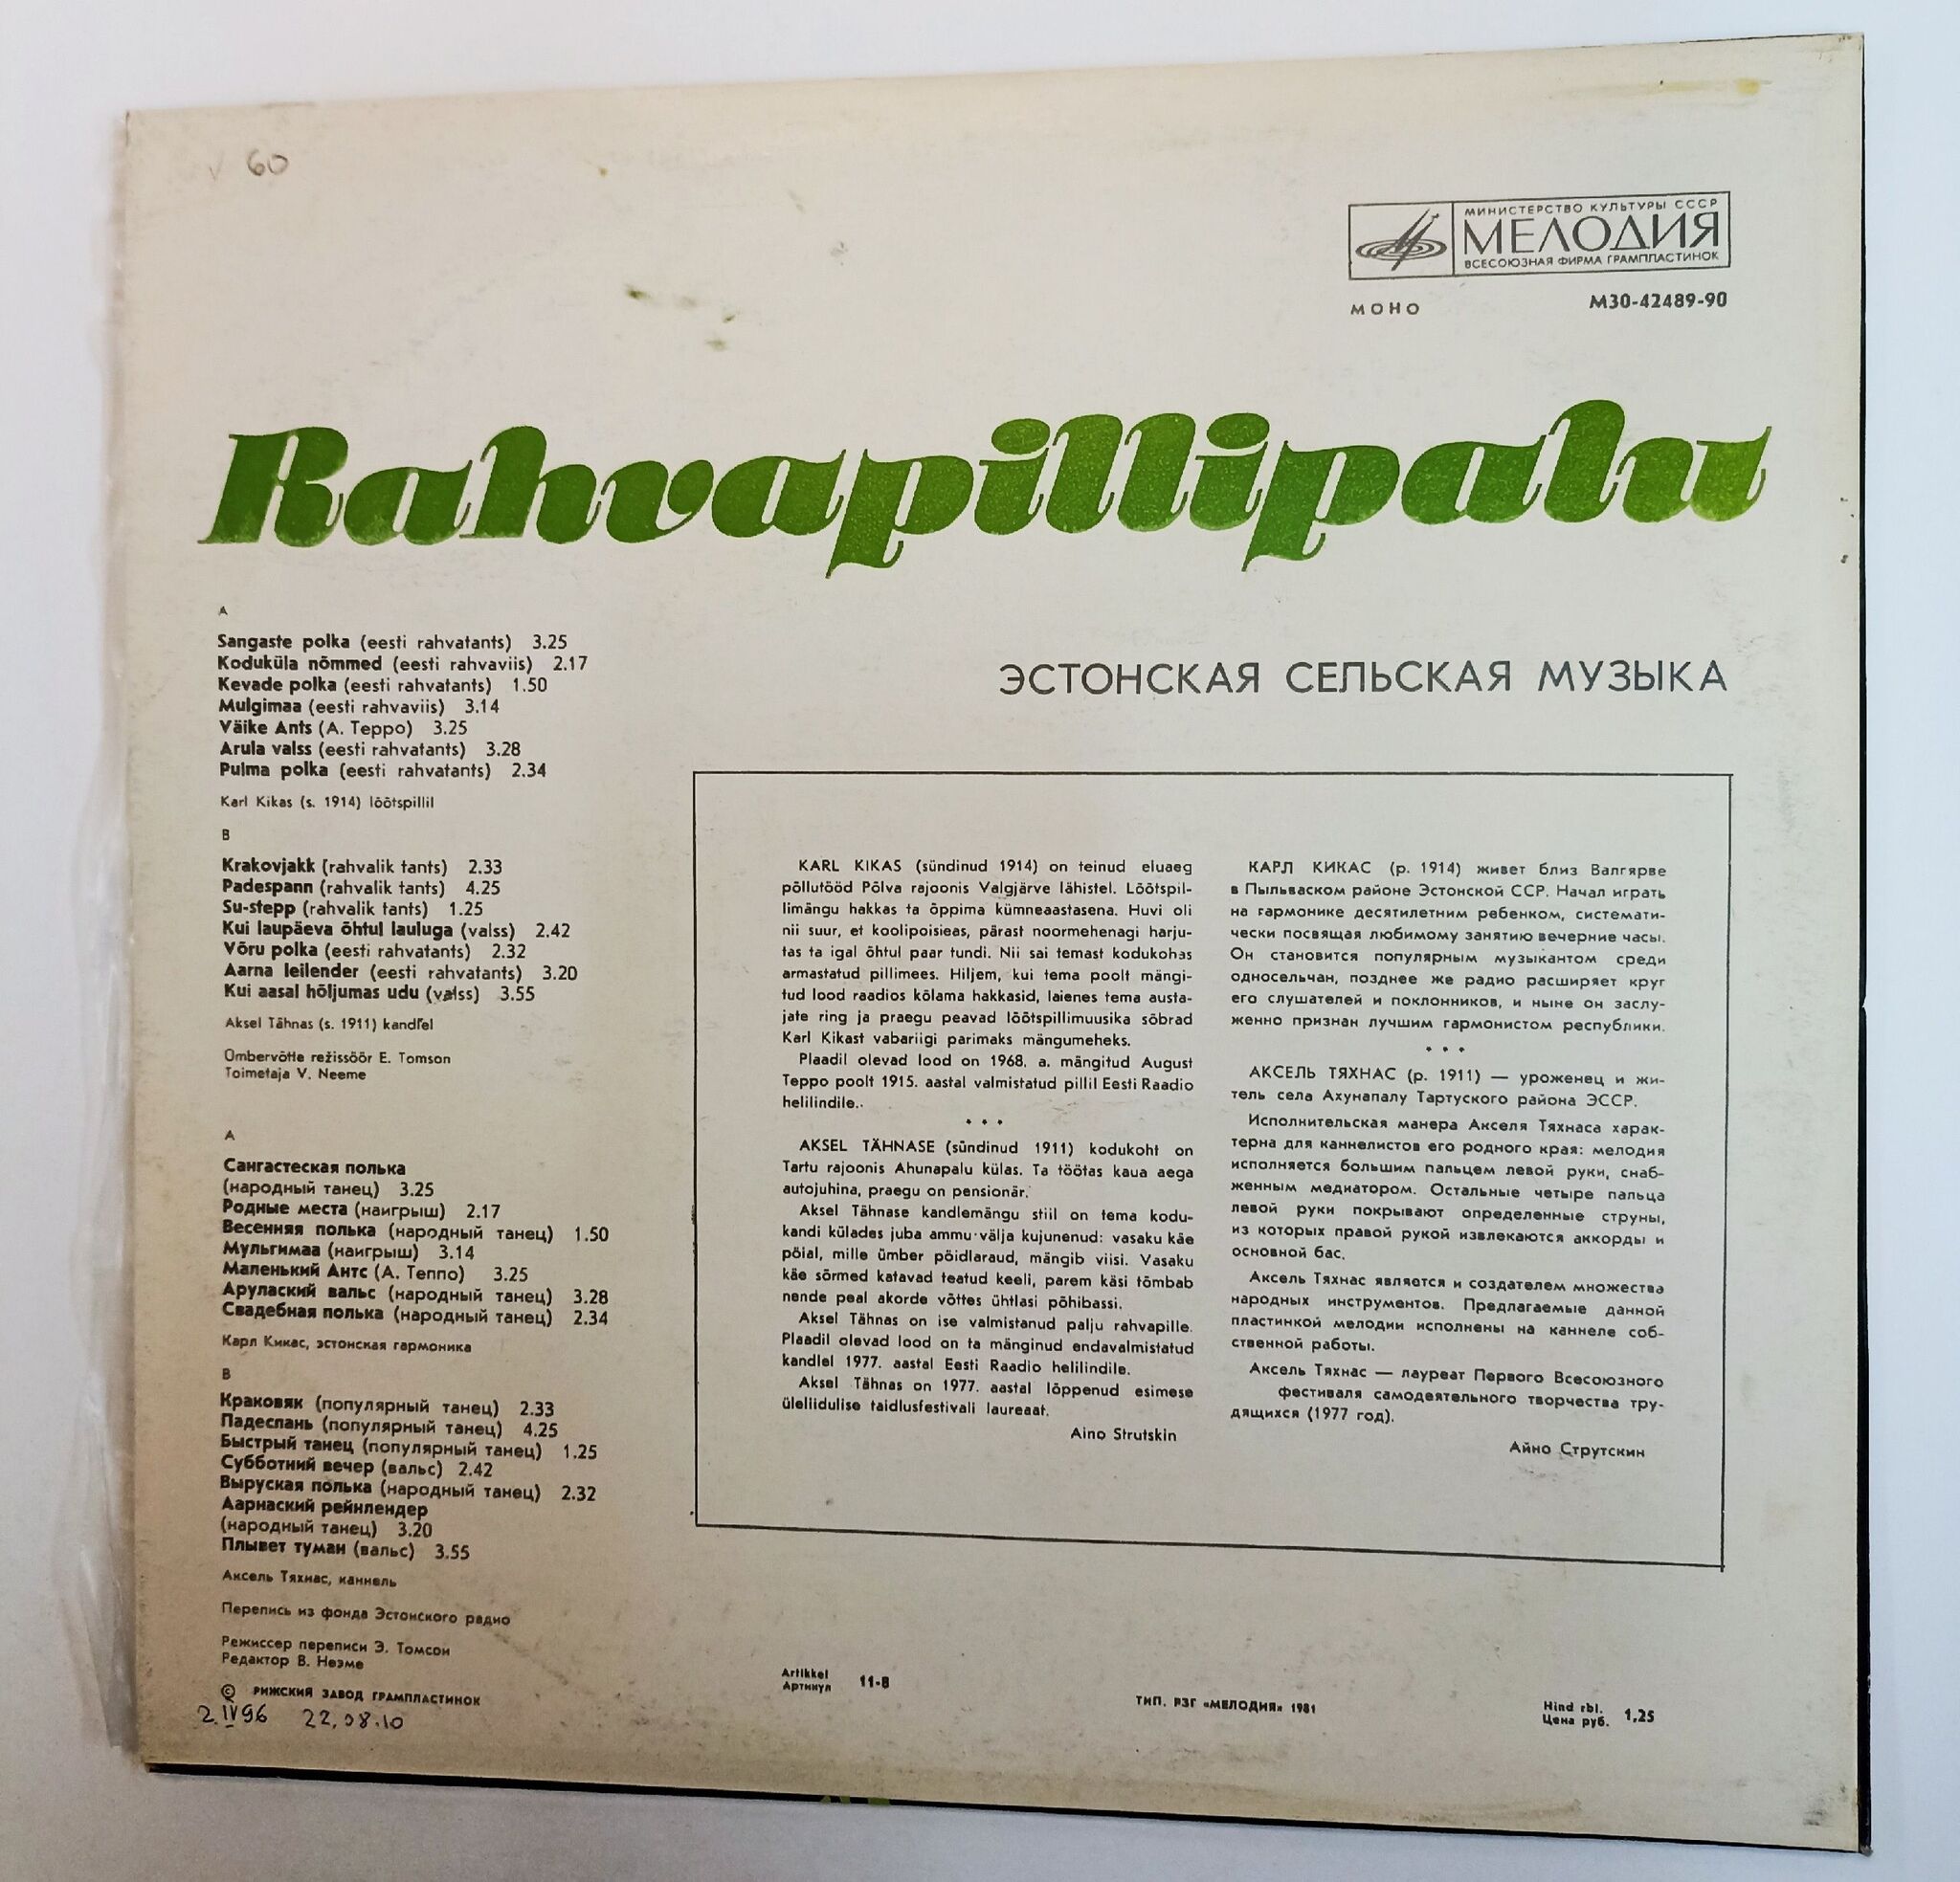 60
МИНИСТЕРСТВО КУЛЬТУРЫ СССР
МЕЛОДИЯ
ВСЕСОЮЗНАЯ ФИРМА ГРАМПЛАСТИНОК
МОНО
М30-42489-90
Rahvapillipalu
ЭСТОНСКАЯ СЕЛЬСКАЯ МУЗЫКА
A
Sangaste polka (eesti rahvatants) 3.25
Koduküla nõmmed (eesti rahvaviis) 2.17
Kevade polka (eesti rahvatants) 1.50
Mulgimaa (eesti rahvaviis) 3.14
Väike Ants (A. Teppo) 3.25
Arula valss (eesti rahvatants) 3.28
Pulma polka (eesti rahvatants) 2.34
Karl Kikas (s. 1914) lõõtspillil
B
Krakovjakk (rahvalik tants) 2.33
Padespann (rahvalik tants) 4.25
Su-stepp (rahvalik tants) 1.25
Kui laupäeva õhtul lauluga (valss) 2.42
Võru polka (eesti rahvatants) 2.32
Aarna leilender (eesti rahvatants) 3.20
Kui aasal hõljumas udu (valss) 3.55
Aksel Tähnas (s. 1911) kandlel
Ümbervõtte režissöör E. Tomson
Toimetaja V. Neeme
A
Сангастеская полька
(народный танец) 3.25
Родные места (наигрыш) 2.17
Весенняя полька (народный танец) 1.50
Мульгимаа (наигрыш) 3.14
Маленький Антс (А. Теппо) 3.25
Арулаский вальс (народный танец) 3.28
Свадебная полька (народный танец) 2.34
Карл Кикас, эстонская гармоника
B
Краковяк (популярный танец) 2.33
Падеспань (популярный танец) 4.25
Быстрый танец (популярный танец) 1.25
Субботний вечер (вальс) 2.42
Выруская полька (народный танец) 2.32
Аарнаский рейнлендер
(народный танец) 3.20
Плывет туман (вальс) 3.55
Аксель Тяхнас, каннель
Перепись из фонда Эстонского радио
Режиссер переписи Э. Томсон
Редактор В. Неэме
© РИЖСКИЙ ЗАВОД ГРАМПЛАСТИНОК
2.IV96 22.08.10
KARL KIKAS (sündinud 1914) on teinud eluaeg
põllutööd Põlva rajoonis Valgjärve lähistel. Lõõtspil-
limängu hakkas ta õppima kümneaastasena. Huvi oli
nii suur, et koolipoisieas, pärast noormehenagi harju-
tas ta igal õhtul paar tundi. Nii sai temast kodukohas
armastatud pillimees. Hiljem, kui tema poolt mängi-
tud lood raadios kõlama hakkasid, laienes tema austa-
jate ring ja praegu peavad lõõtspillimuusika sõbrad
Karl Kikast vabariigi parimaks mängumeheks.
Plaadil olevad lood on 1968. a. mängitud August
Teppo poolt 1915. aastal valmistatud pillil Eesti Raadio
helilindile..
* * *
AKSEL TÄHNASE (sündinud 1911) kodukoht on
Tartu rajoonis Ahunapalu külas. Ta töötas kaua aega
autojuhina, praegu on pensionär.
Aksel Tähnase kandlemängu stiil on tema kodu-
kandi külades juba ammu välja kujunenud: vasaku käe
pöial, mille ümber pöidlaraud, mängib viisi. Vasaku
käe sõrmed katavad teatud keeli, parem käsi tõmbab
nende peal akorde võttes ühtlasi põhibassi.
Aksel Tähnas on ise valmistanud palju rahvapille.
Plaadil olevad lood on ta mänginud endavalmistatud
kandlel 1977. aastal Eesti Raadio helilindile.
Aksel Tähnas on 1977. aastal lõppenud esimese
üleliidulise taidlusfestivali laureaat.
Aino Strutskin
КАРЛ КИКАС (р. 1914) живет близ Валгярве
в Пыльваском районе Эстонской ССР. Начал играть
на гармонике десятилетним ребенком, системати-
чески посвящая любимому занятию вечерние часы.
Он становится популярным музыкантом среди
односельчан, позднее же радио расширяет круг
его слушателей и поклонников, и ныне он заслу-
женно признан лучшим гармонистом республики.
* * *
АКСЕЛЬ ТЯХНАС (р. 1911) — уроженец и жи-
тель села Ахунапалу Тартуского района ЭССР.
Исполнительская манера Акселя Тяхнаса харак-
терна для каннелистов его родного края: мелодия
исполняется большим пальцем левой руки, снаб-
женным медиатором. Остальные четыре пальца
левой руки покрывают определенные струны,
из которых правой рукой извлекаются аккорды и
основной бас.
Аксель Тяхнас является и создателем множества
народных инструментов. Предлагаемые данной
пластинкой мелодии исполнены на каннеле соб-
ственной работы.
Аксель Тяхнас — лауреат Первого Всесоюзного
фестиваля самодеятельного творчества тру-
дящихся (1977 год).
Айно Струтскин
Artikkel
Артикул 11-8
ТИП. РЗГ «МЕЛОДИЯ» 1981
Hind rbl.
Цена руб. 1,25